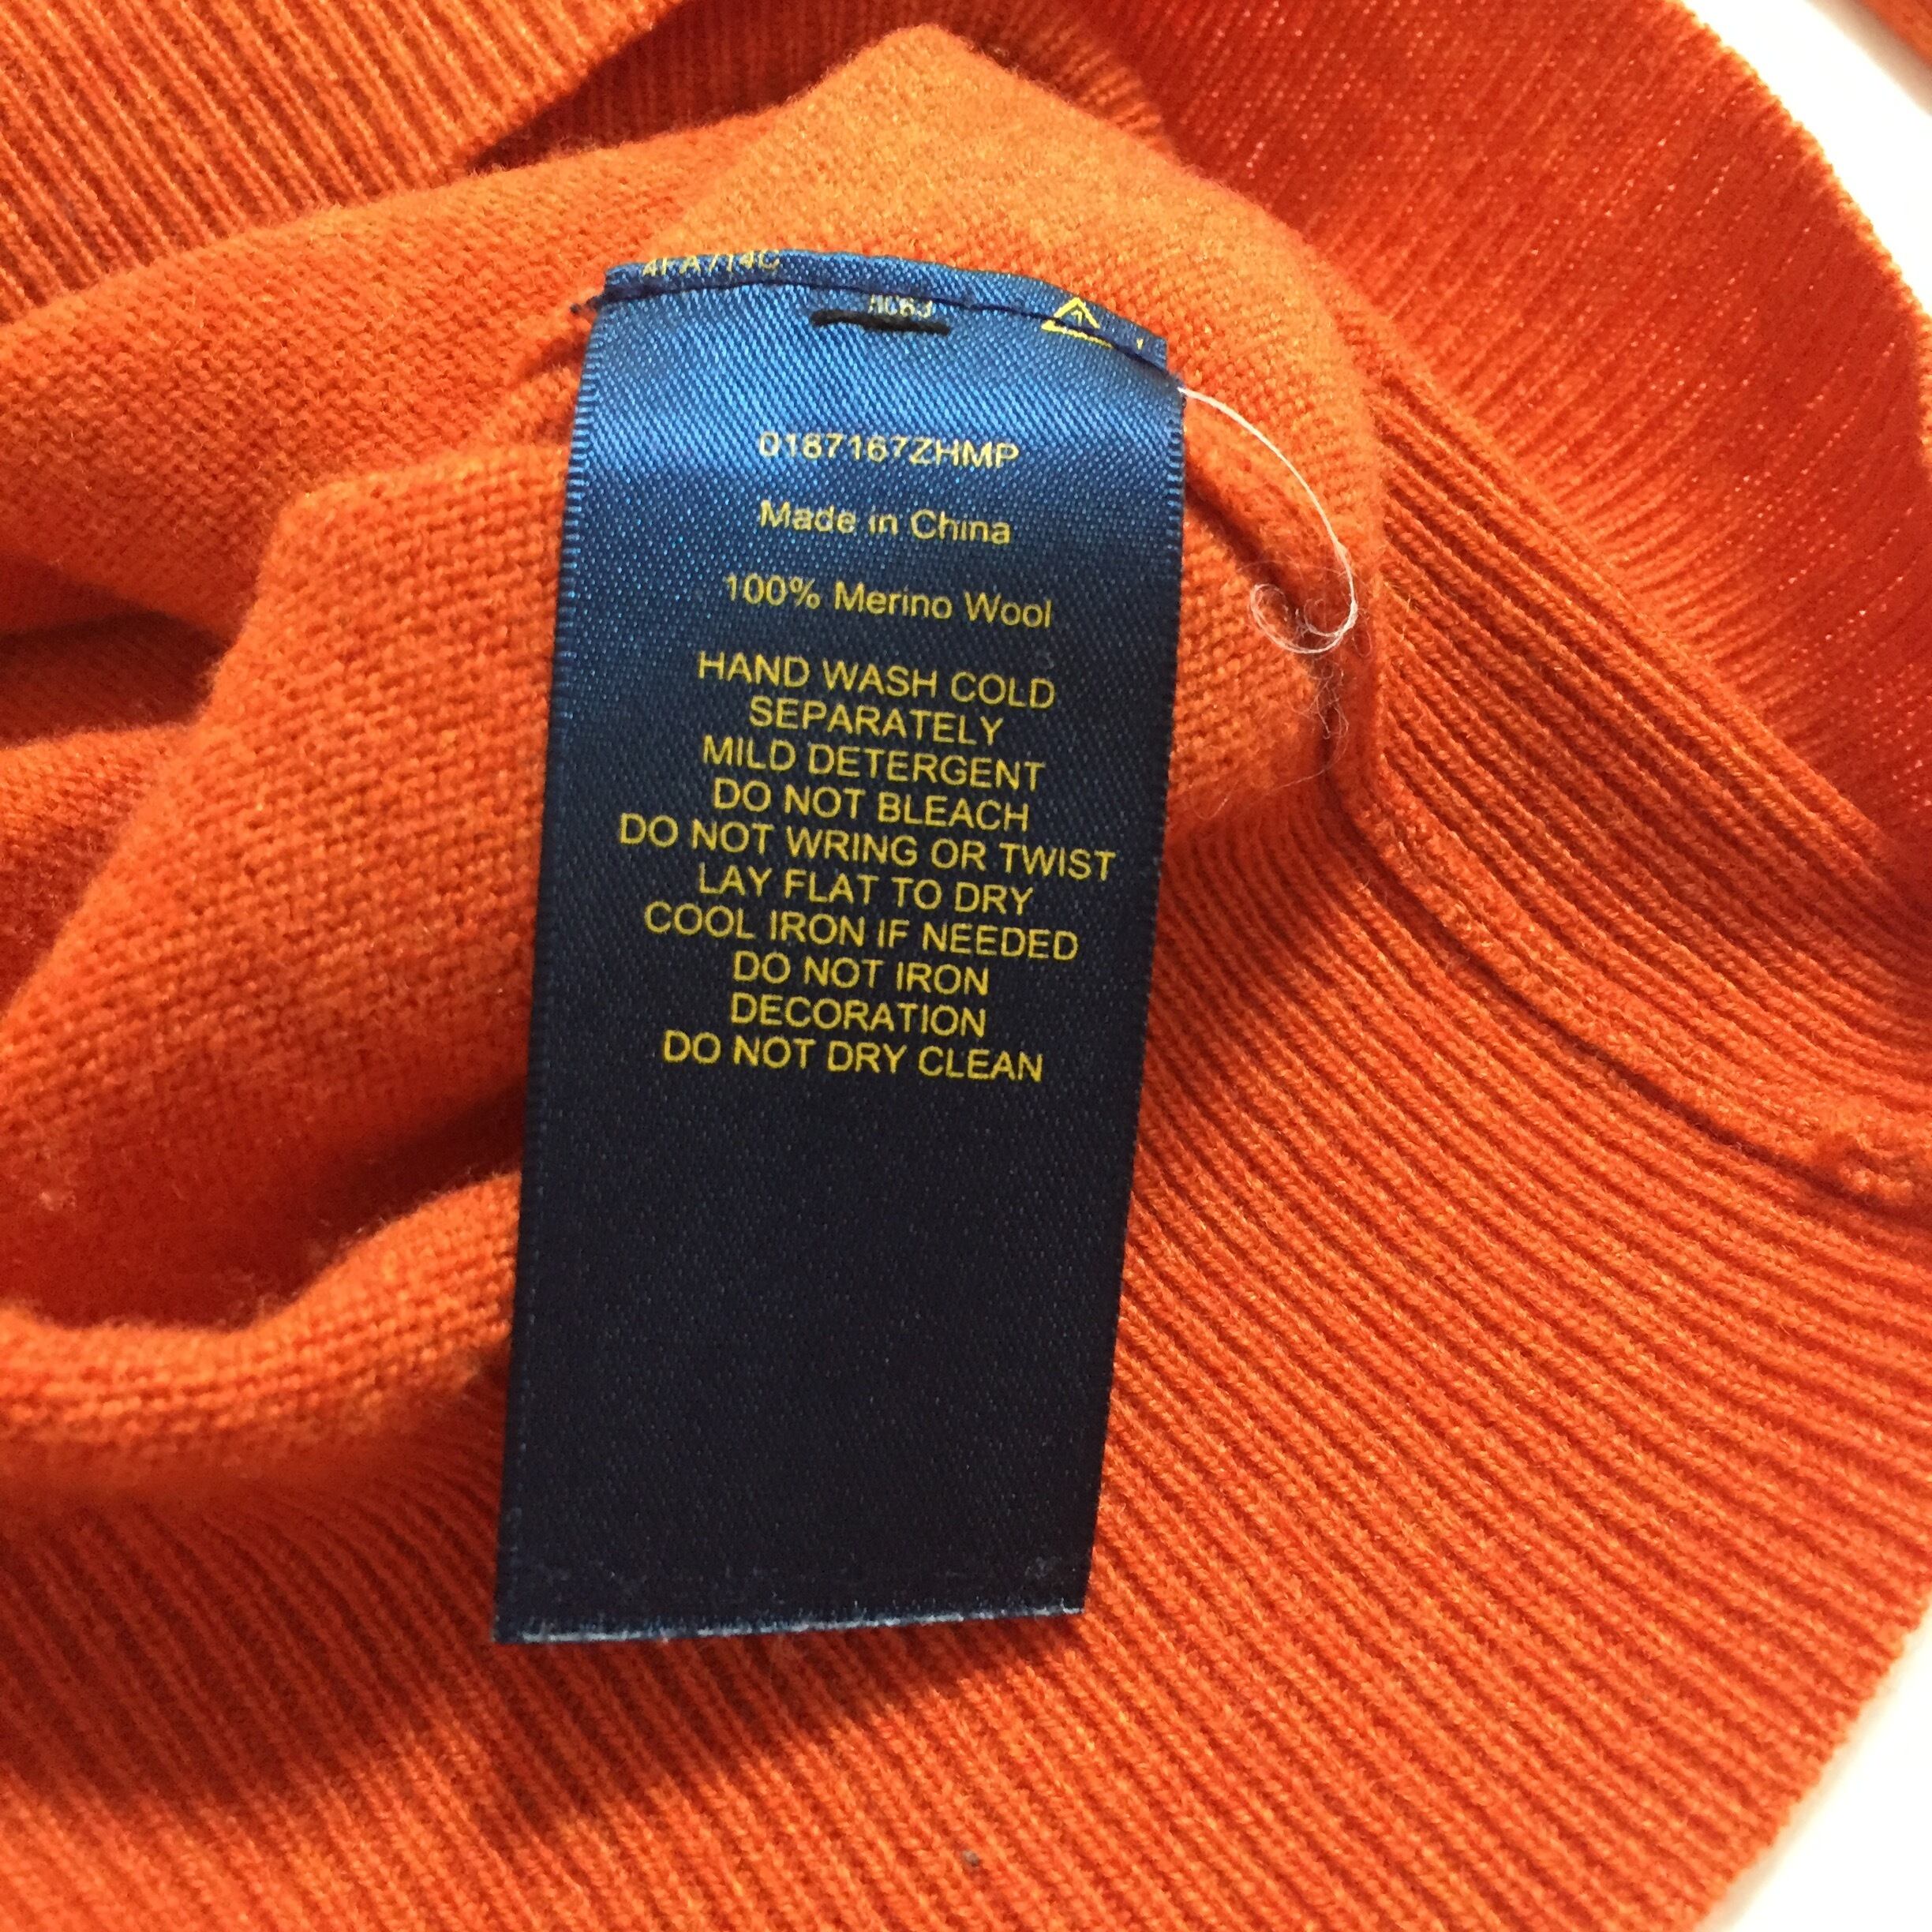 0187167ZHMP
Made in China
100% Merino Wool
HAND WASH COLD
SEPARATELY
MILD DETERGENT
DO NOT BLEACH
DO NOT WRING OR TWIST
LAY FLAT TO DRY
COOL IRON IF NEEDED
DO NOT IRON
DECORATION
DO NOT DRY CLEAN